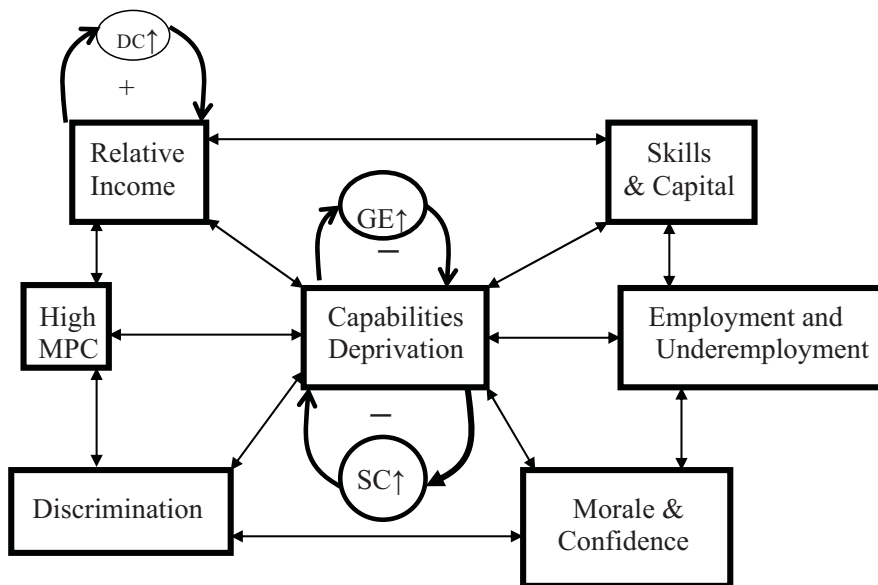 DC↑
+
Relative
Income
Skills
& Capital
GE↑
−
High
MPC
Capabilities
Deprivation
Employment and
Underemployment
−
SC↑
Discrimination
Morale &
Confidence